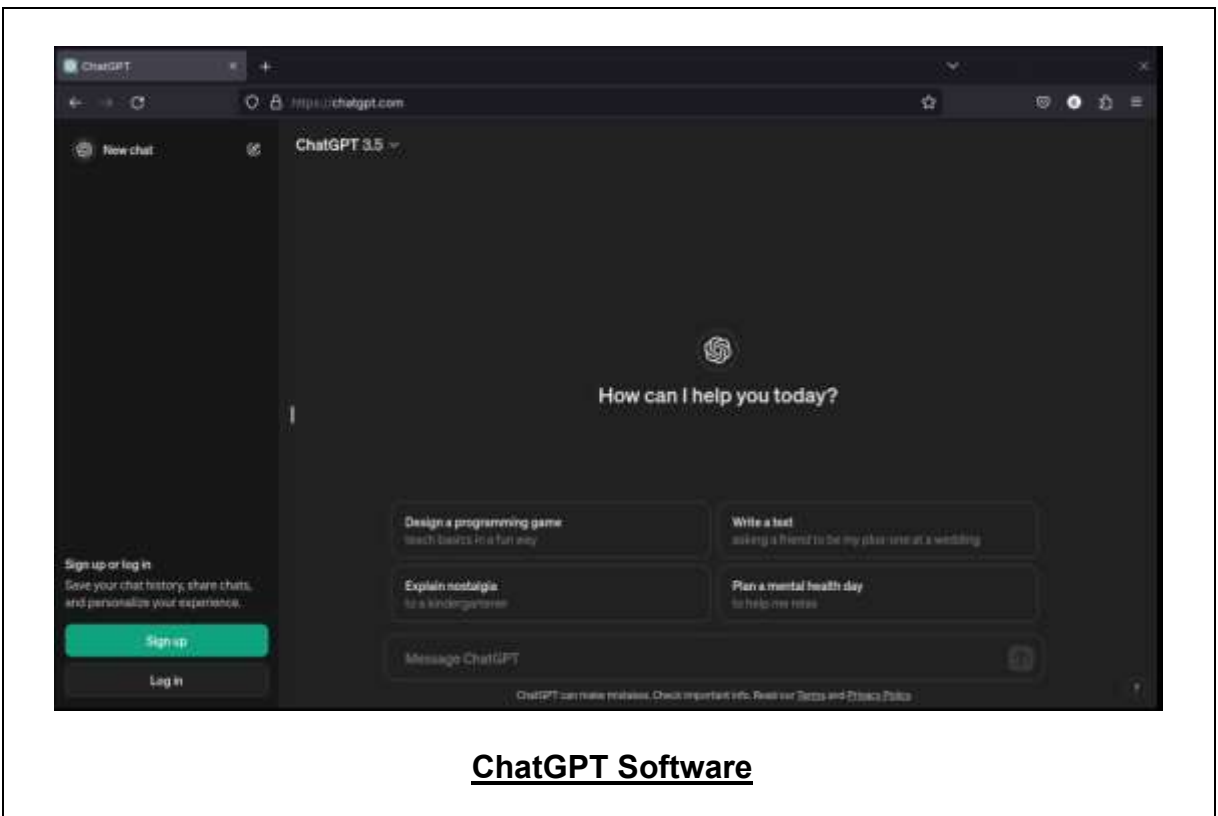 ChatGPT
https://chatgpt.com
New chat
ChatGPT 3.5
How can I help you today?
Design a programming game
teach basics in a fun way
Write a text
asking a friend to be my plus-one at a wedding
Explain nostalgia
to a kindergartener
Plan a mental health day
to help me relax
Sign up or log in
Save your chat history, share chats,
and personalize your experience.
Sign up
Log in
Message ChatGPT
ChatGPT can make mistakes. Check important info. Read our Terms and Privacy Policy
?
ChatGPT Software